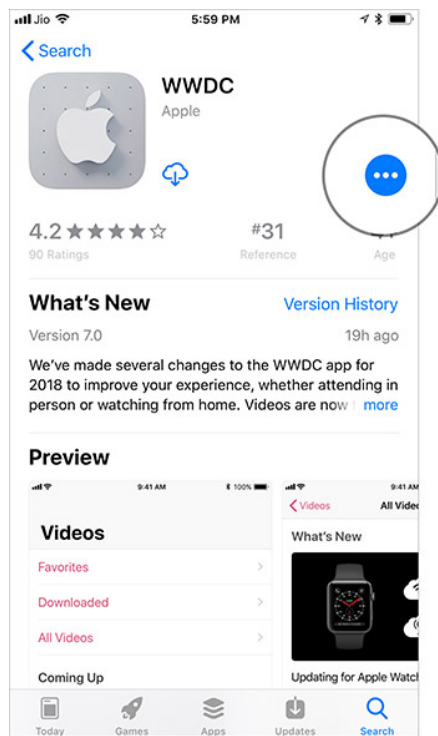 Jio 5:59 PM
Search
WWDC
Apple
4.2
#31
90 Ratings
Reference
Age
What's New
Version History
Version 7.0
19h ago
We've made several changes to the WWDC app for
2018 to improve your experience, whether attending in
person or watching from home. Videos are now
more
Preview
9:41 AM 100%
Videos
Favorites
Downloaded
All Videos
Coming Up
9:41 AM
Videos All Videos
What's New
Updating for Apple Watch
Today Games Apps Updates Search